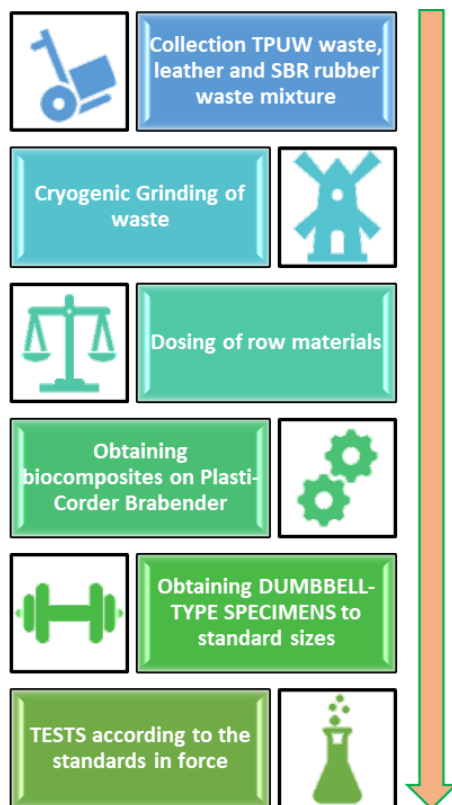 Collection TPUW waste,
leather and SBR rubber
waste mixture
Cryogenic Grinding of
waste
Dosing of row materials
Obtaining
biocomposites on Plasti-
Corder Brabender
Obtaining DUMBBELL-
TYPE SPECIMENS to
standard sizes
TESTS according to the
standards in force